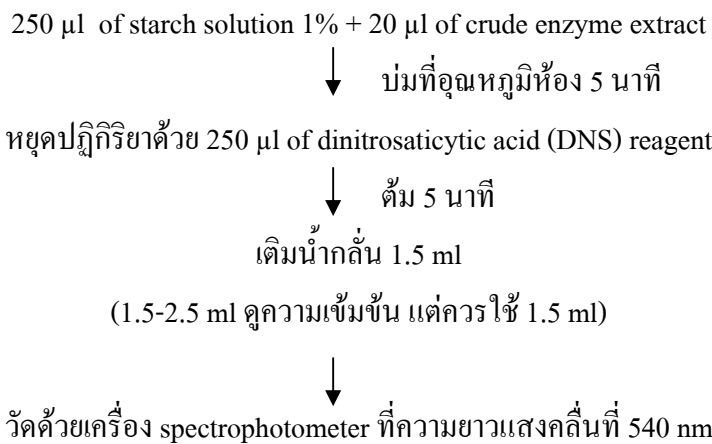 250 µl of starch solution 1% + 20 µl of crude enzyme extract
บ่มที่อุณหภูมิห้อง 5 นาที
หยุดปฏิกิริยาด้วย 250 µl of dinitrosaticytic acid (DNS) reagent
ต้ม 5 นาที
เติมน้ำกลั่น 1.5 ml
(1.5-2.5 ml ดูความเข้มข้น แต่ควรใช้ 1.5 ml)
วัดด้วยเครื่อง spectrophotometer ที่ความยาวแสงคลื่นที่ 540 nm